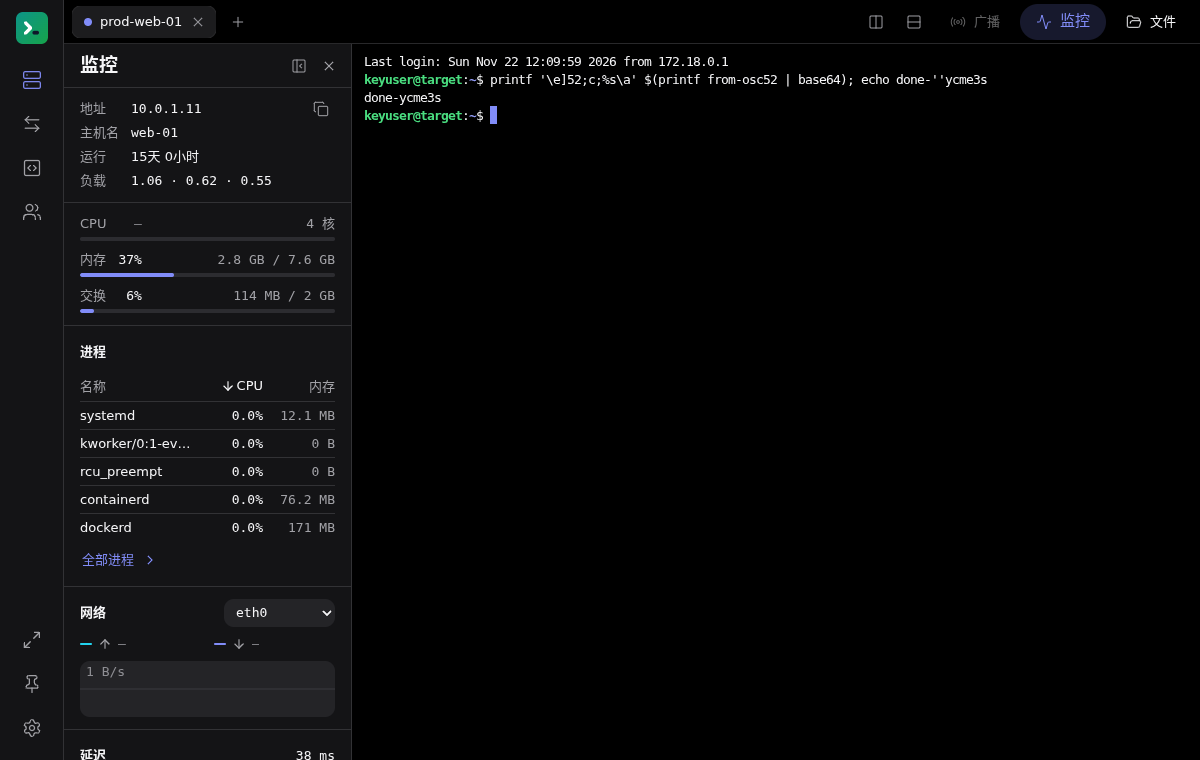 prod-web-01
广播
监控
文件
监控
地址 10.0.1.11
主机名 web-01
运行 15天 0小时
负载 1.06 · 0.62 · 0.55
CPU — 4 核
内存 37% 2.8 GB / 7.6 GB
交换 6% 114 MB / 2 GB
进程
名称 CPU 内存
systemd 0.0% 12.1 MB
kworker/0:1-ev… 0.0% 0 B
rcu_preempt 0.0% 0 B
containerd 0.0% 76.2 MB
dockerd 0.0% 171 MB
全部进程
网络 eth0
— —
1 B/s
延迟 38 ms
Last login: Sun Nov 22 12:09:59 2026 from 172.18.0.1
keyuser@target:~$ printf '\e]52;c;%s\a' $(printf from-osc52 | base64); echo done-''ycme3s
done-ycme3s
keyuser@target:~$